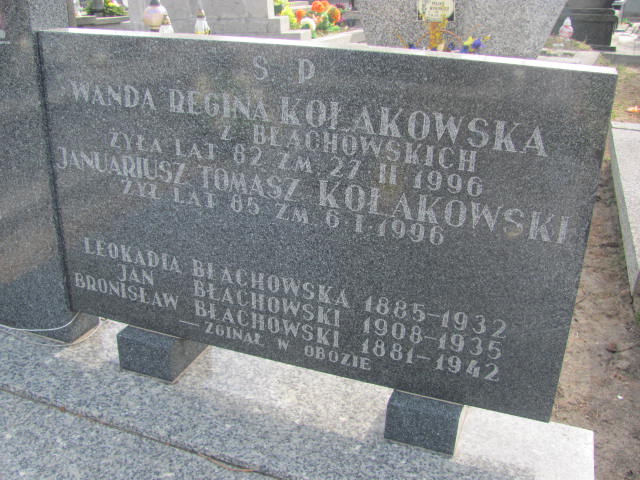 S P
WANDA REGINA KOŁAKOWSKA
Z BŁACHOWSKICH
ŻYŁA LAT 82 ZM. 27 II 1996
JANUARIUSZ TOMASZ KOŁAKOWSKI
ŻYŁ LAT 85 ZM. 6.I.1996
LEOKADIA BŁACHOWSKA 1885-1932
JAN BŁACHOWSKI 1908-1935
BRONISŁAW BŁACHOWSKI 1881-1942
— ZGINĄŁ W OBOZIE